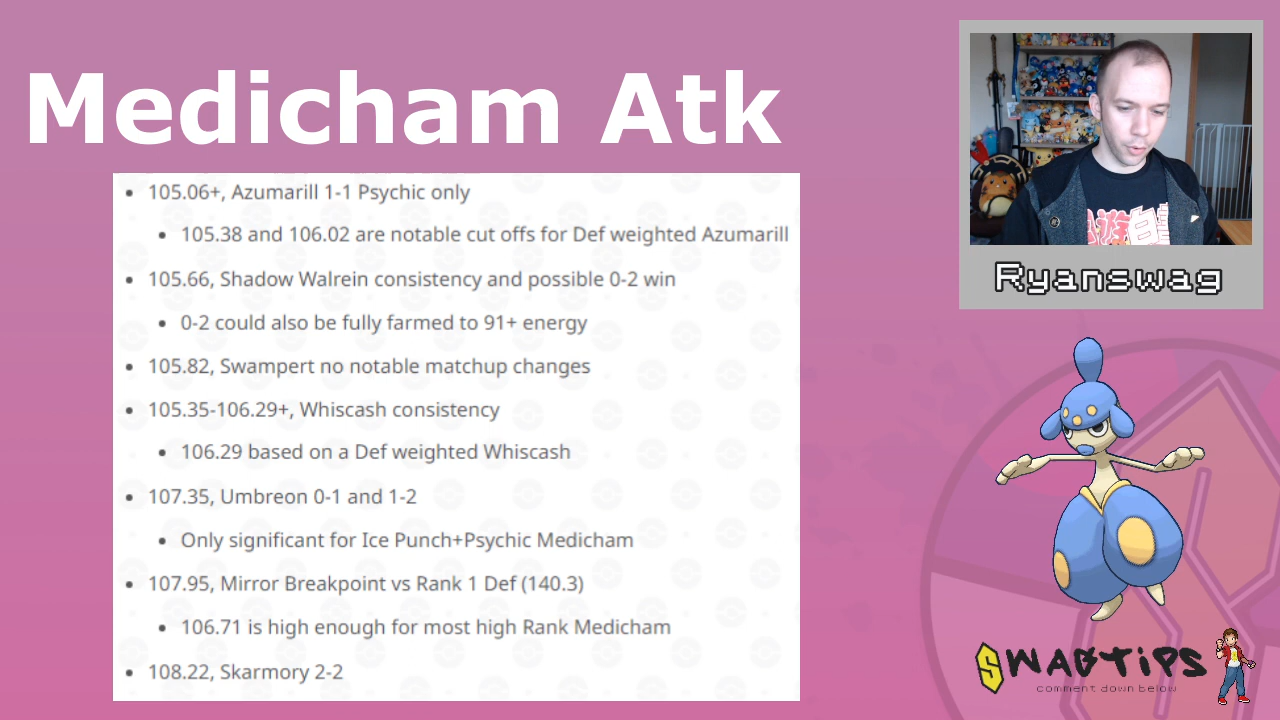 Medicham Atk
105.06+, Azumarill 1-1 Psychic only
105.38 and 106.02 are notable cut offs for Def weighted Azumarill
105.66, Shadow Walrein consistency and possible 0-2 win
0-2 could also be fully farmed to 91+ energy
105.82, Swampert no notable matchup changes
105.35-106.29+, Whiscash consistency
106.29 based on a Def weighted Whiscash
107.35, Umbreon 0-1 and 1-2
Only significant for Ice Punch+Psychic Medicham
107.95, Mirror Breakpoint vs Rank 1 Def (140.3)
106.71 is high enough for most high Rank Medicham
108.22, Skarmory 2-2
Ryanswag
SWAGTIPS
comment down below